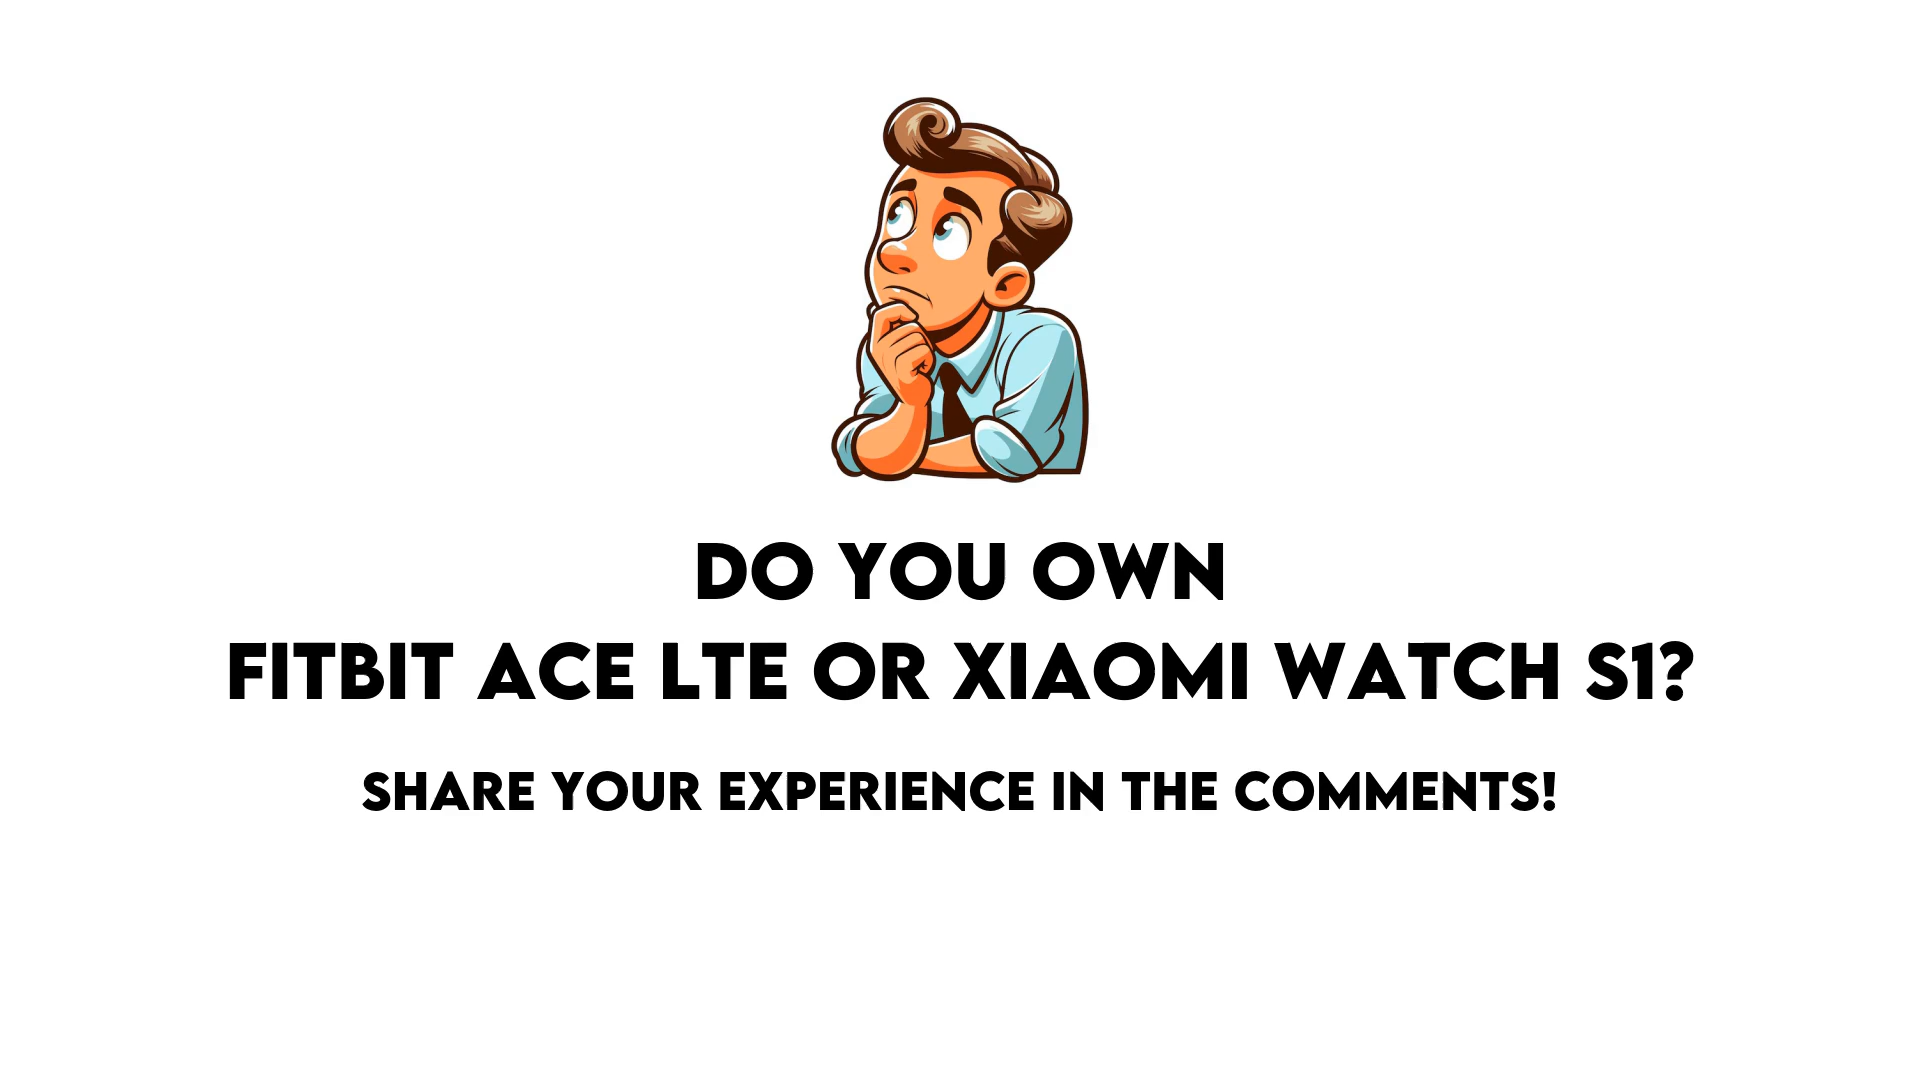 DO YOU OWN
FITBIT ACE LTE OR XIAOMI WATCH S1?
SHARE YOUR EXPERIENCE IN THE COMMENTS!